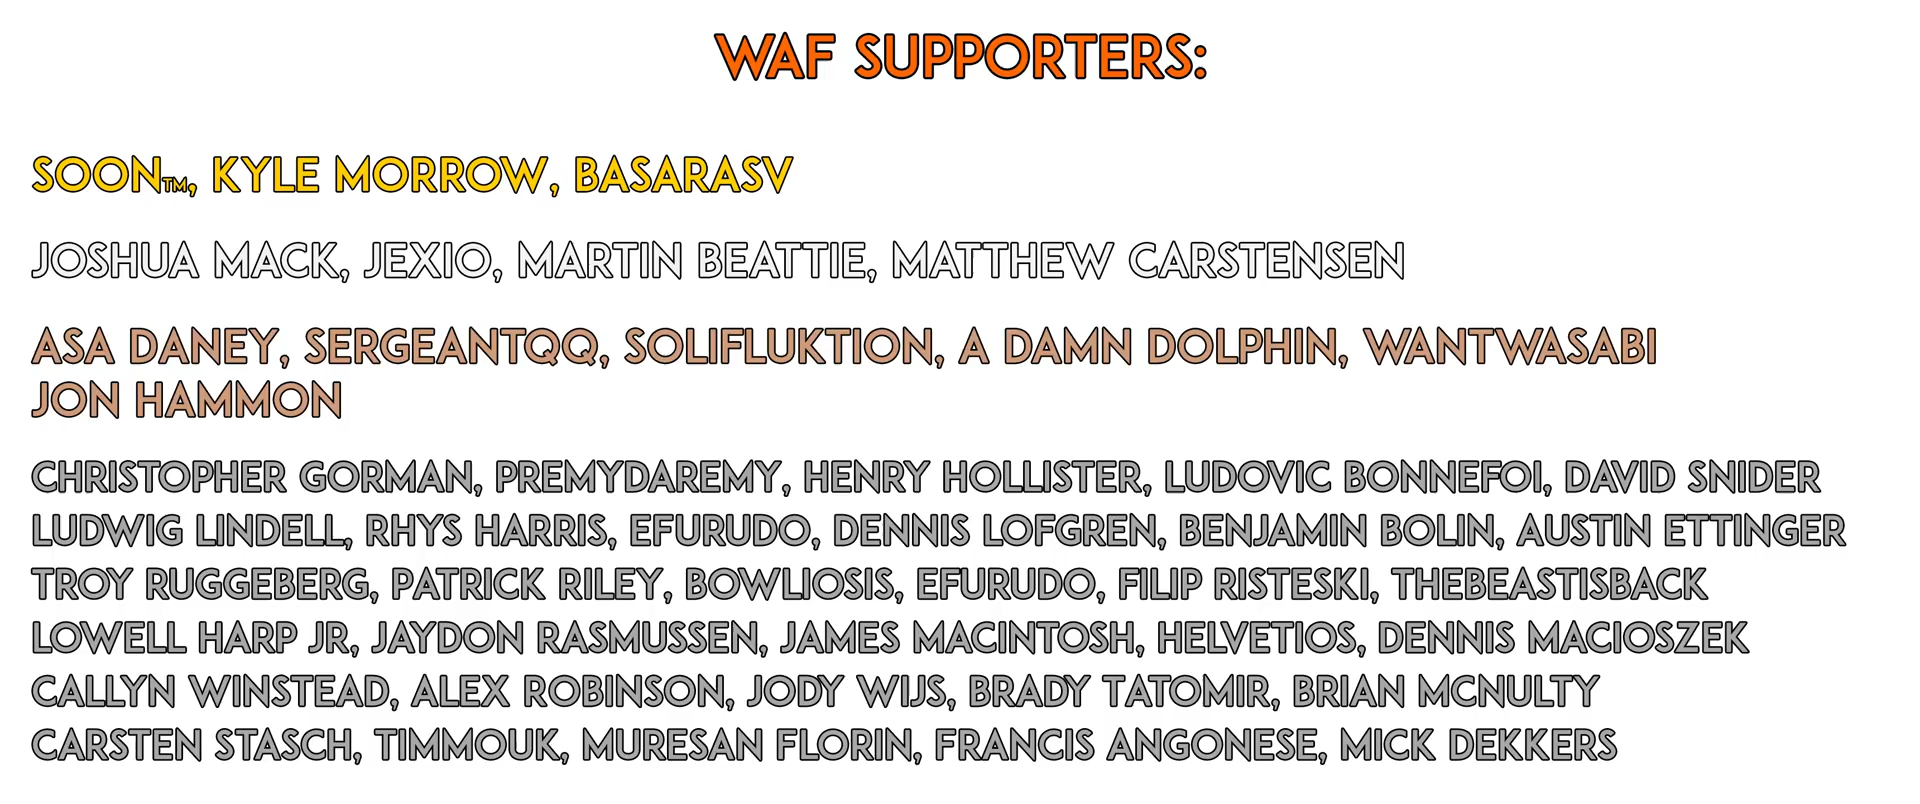 WAF SUPPORTERS:
SOON™, KYLE MORROW, BASARASV
JOSHUA MACK, JEXIO, MARTIN BEATTIE, MATTHEW CARSTENSEN
ASA DANEY, SERGEANTQQ, SOLIFLUKTION, A DAMN DOLPHIN, WANTWASABI
JON HAMMON
CHRISTOPHER GORMAN, PREMYDAREMY, HENRY HOLLISTER, LUDOVIC BONNEFOI, DAVID SNIDER
LUDWIG LINDELL, RHYS HARRIS, EFURUDO, DENNIS LOFGREN, BENJAMIN BOLIN, AUSTIN ETTINGER
TROY RUGGEBERG, PATRICK RILEY, BOWLIOSIS, EFURUDO, FILIP RISTESKI, THEBEASTISBACK
LOWELL HARP JR, JAYDON RASMUSSEN, JAMES MACINTOSH, HELVETIOS, DENNIS MACIOSZEK
CALLYN WINSTEAD, ALEX ROBINSON, JODY WIJS, BRADY TATOMIR, BRIAN MCNULTY
CARSTEN STASCH, TIMMOUK, MURESAN FLORIN, FRANCIS ANGONESE, MICK DEKKERS